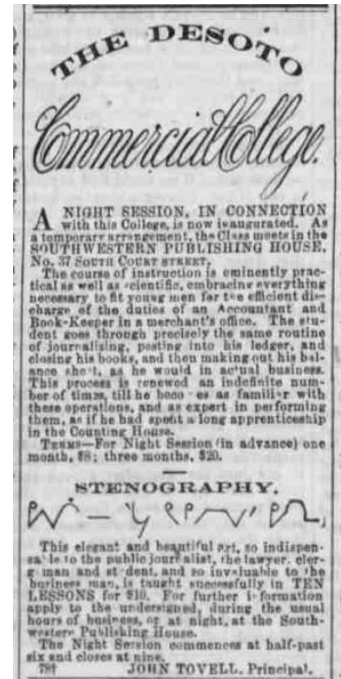 THE DESOTO
Commercial College.
A NIGHT SESSION, IN CONNECTION
with this College, is now inaugurated. As
a temporary arrangement, the Class meets in the
SOUTHWESTERN PUBLISHING HOUSE,
No. 37 SOUTH COURT STREET.
The course of instruction is eminently prac-
tical as well as scientific, embracing everything
necessary to fit young men for the efficient dis-
charge of the duties of an Accountant and
Book-Keeper in a merchant's office. The stu-
dent goes through precisely the same routine
of journalizing, posting into his ledger, and
closing his books, and then making out his bal-
ance sheet, as he would in actual business.
This process is renewed an indefinite num-
ber of times, till he becomes as familiar with
these operations, and as expert in performing
them, as if he had spent a long apprenticeship
in the Counting House.
TERMS—For Night Session (in advance) one
month, $8; three months, $20.
STENOGRAPHY.
This elegant and beautiful art, so indispen-
sable to the public journalist, the lawyer, cler-
gyman and student, and so invaluable to the
business man, is taught successfully in TEN
LESSONS for $10. For further information
apply to the undersigned, during the usual
hours of business, or at night, at the South-
western Publishing House.
The Night Session commences at half-past
six and closes at nine.
JOHN TOVELL, Principal.